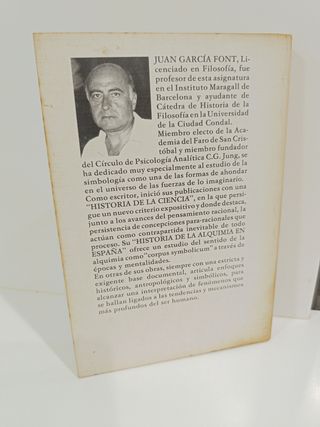 JUAN GARCÍA FONT, Li-
cenciado en Filosofía, fue
profesor de esta asignatura
en el Instituto Maragall de
Barcelona y ayudante de
Cátedra de Historia de la
Filosofía en la Universidad
de la Ciudad Condal.
Miembro electo de la Aca-
demia del Faro de San Cris-
tóbal y miembro fundador
del Círculo de Psicología Analítica C.G. Jung, se
ha dedicado muy especialmente al estudio de la
simbología como una de las formas de ahondar
en el universo de las fuerzas de lo imaginario.
Como escritor, inició sus publicaciones con una
"HISTORIA DE LA CIENCIA", en la que persi-
gue un nuevo criterio expositivo y donde destaca,
junto a los avances del pensamiento racional, la
persistencia de concepciones para-racionales que
actúan como contrapartida inevitable de todo
proceso. Su "HISTORIA DE LA ALQUIMIA EN
ESPAÑA" ofrece un estudio del sentido de la
alquimia como "corpus symbolicum" a través de
épocas y mentalidades.
En otras de sus obras, siempre con una estricta y
exigente base documental, articula enfoques
históricos, antropológicos y simbólicos, para
alcanzar una interpretación de fenómenos que
se hallan ligados a las tendencias y mecanismos
más profundos del ser humano.